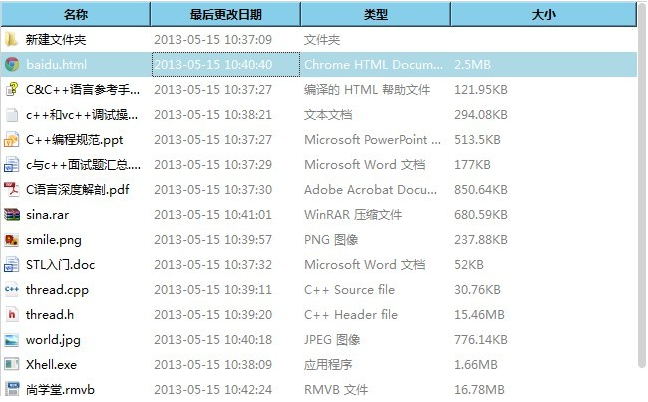 名称 最后更改日期 类型 大小
新建文件夹 2013-05-15 10:37:09 文件夹
baidu.html 2013-05-15 10:40:40 Chrome HTML Docum... 2.5MB
C&C++语言参考手... 2013-05-15 10:37:27 编译的 HTML 帮助文件 121.95KB
c++和vc++调试操... 2013-05-15 10:38:21 文本文档 294.08KB
C++编程规范.ppt 2013-05-15 10:37:27 Microsoft PowerPoint ... 513.5KB
c与c++面试题汇总.... 2013-05-15 10:37:29 Microsoft Word 文档 177KB
C语言深度解剖.pdf 2013-05-15 10:37:30 Adobe Acrobat Docu... 850.64KB
sina.rar 2013-05-15 10:41:01 WinRAR 压缩文件 680.59KB
smile.png 2013-05-15 10:39:57 PNG 图像 237.88KB
STL入门.doc 2013-05-15 10:37:32 Microsoft Word 文档 52KB
thread.cpp 2013-05-15 10:39:11 C++ Source file 30.76KB
thread.h 2013-05-15 10:39:20 C++ Header file 15.46MB
world.jpg 2013-05-15 10:40:18 JPEG 图像 776.14KB
Xhell.exe 2013-05-15 10:38:09 应用程序 1.66MB
尚学堂.rmvb 2013-05-15 10:42:24 RMVB 文件 16.78MB